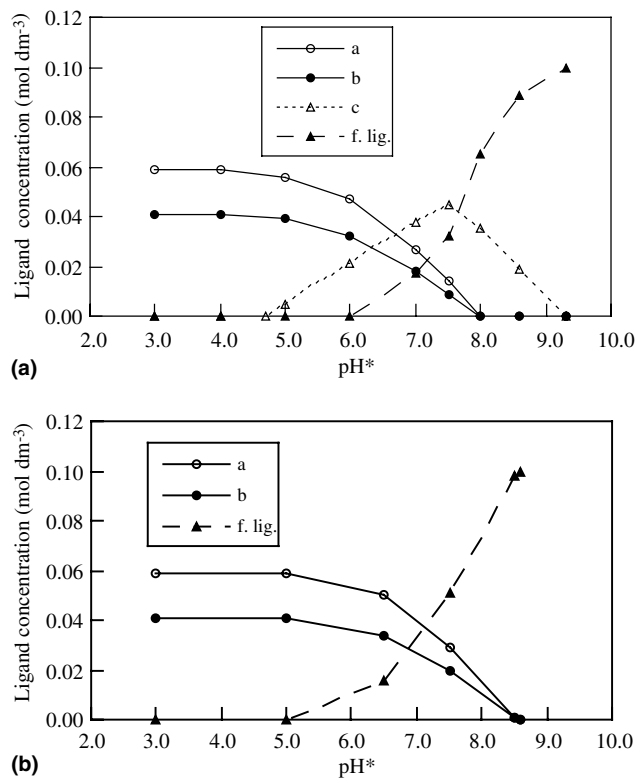 0.12
0.10
0.08
0.06
0.04
0.02
0.00
Ligand concentration (mol dm-3)
a
b
c
f. lig.
2.0 3.0 4.0 5.0 6.0 7.0 8.0 9.0 10.0
(a)
pH*
0.12
0.10
0.08
0.06
0.04
0.02
0.00
Ligand concentration (mol dm-3)
a
b
f. lig.
2.0 3.0 4.0 5.0 6.0 7.0 8.0 9.0 10.0
(b)
pH*